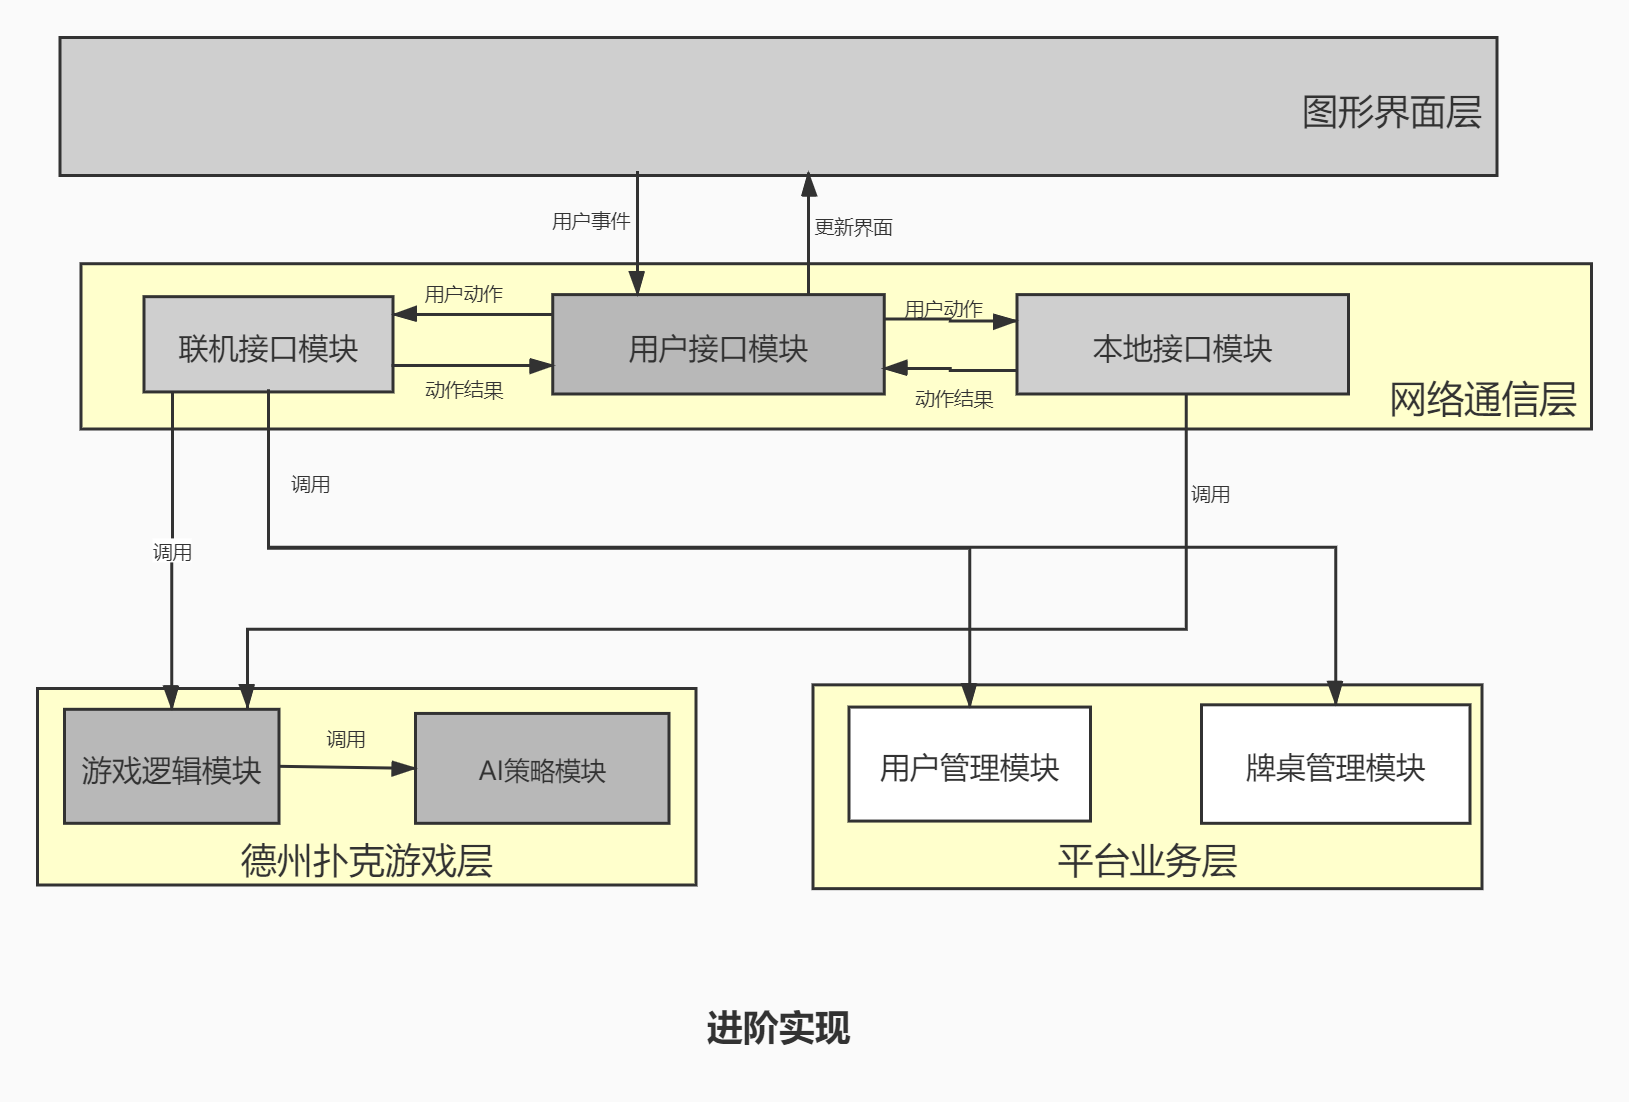 图形界面层
用户事件
更新界面
用户动作
用户动作
联机接口模块
用户接口模块
本地接口模块
动作结果
动作结果
网络通信层
调用
调用
调用
调用
游戏逻辑模块
AI策略模块
用户管理模块
牌桌管理模块
德州扑克游戏层
平台业务层
进阶实现